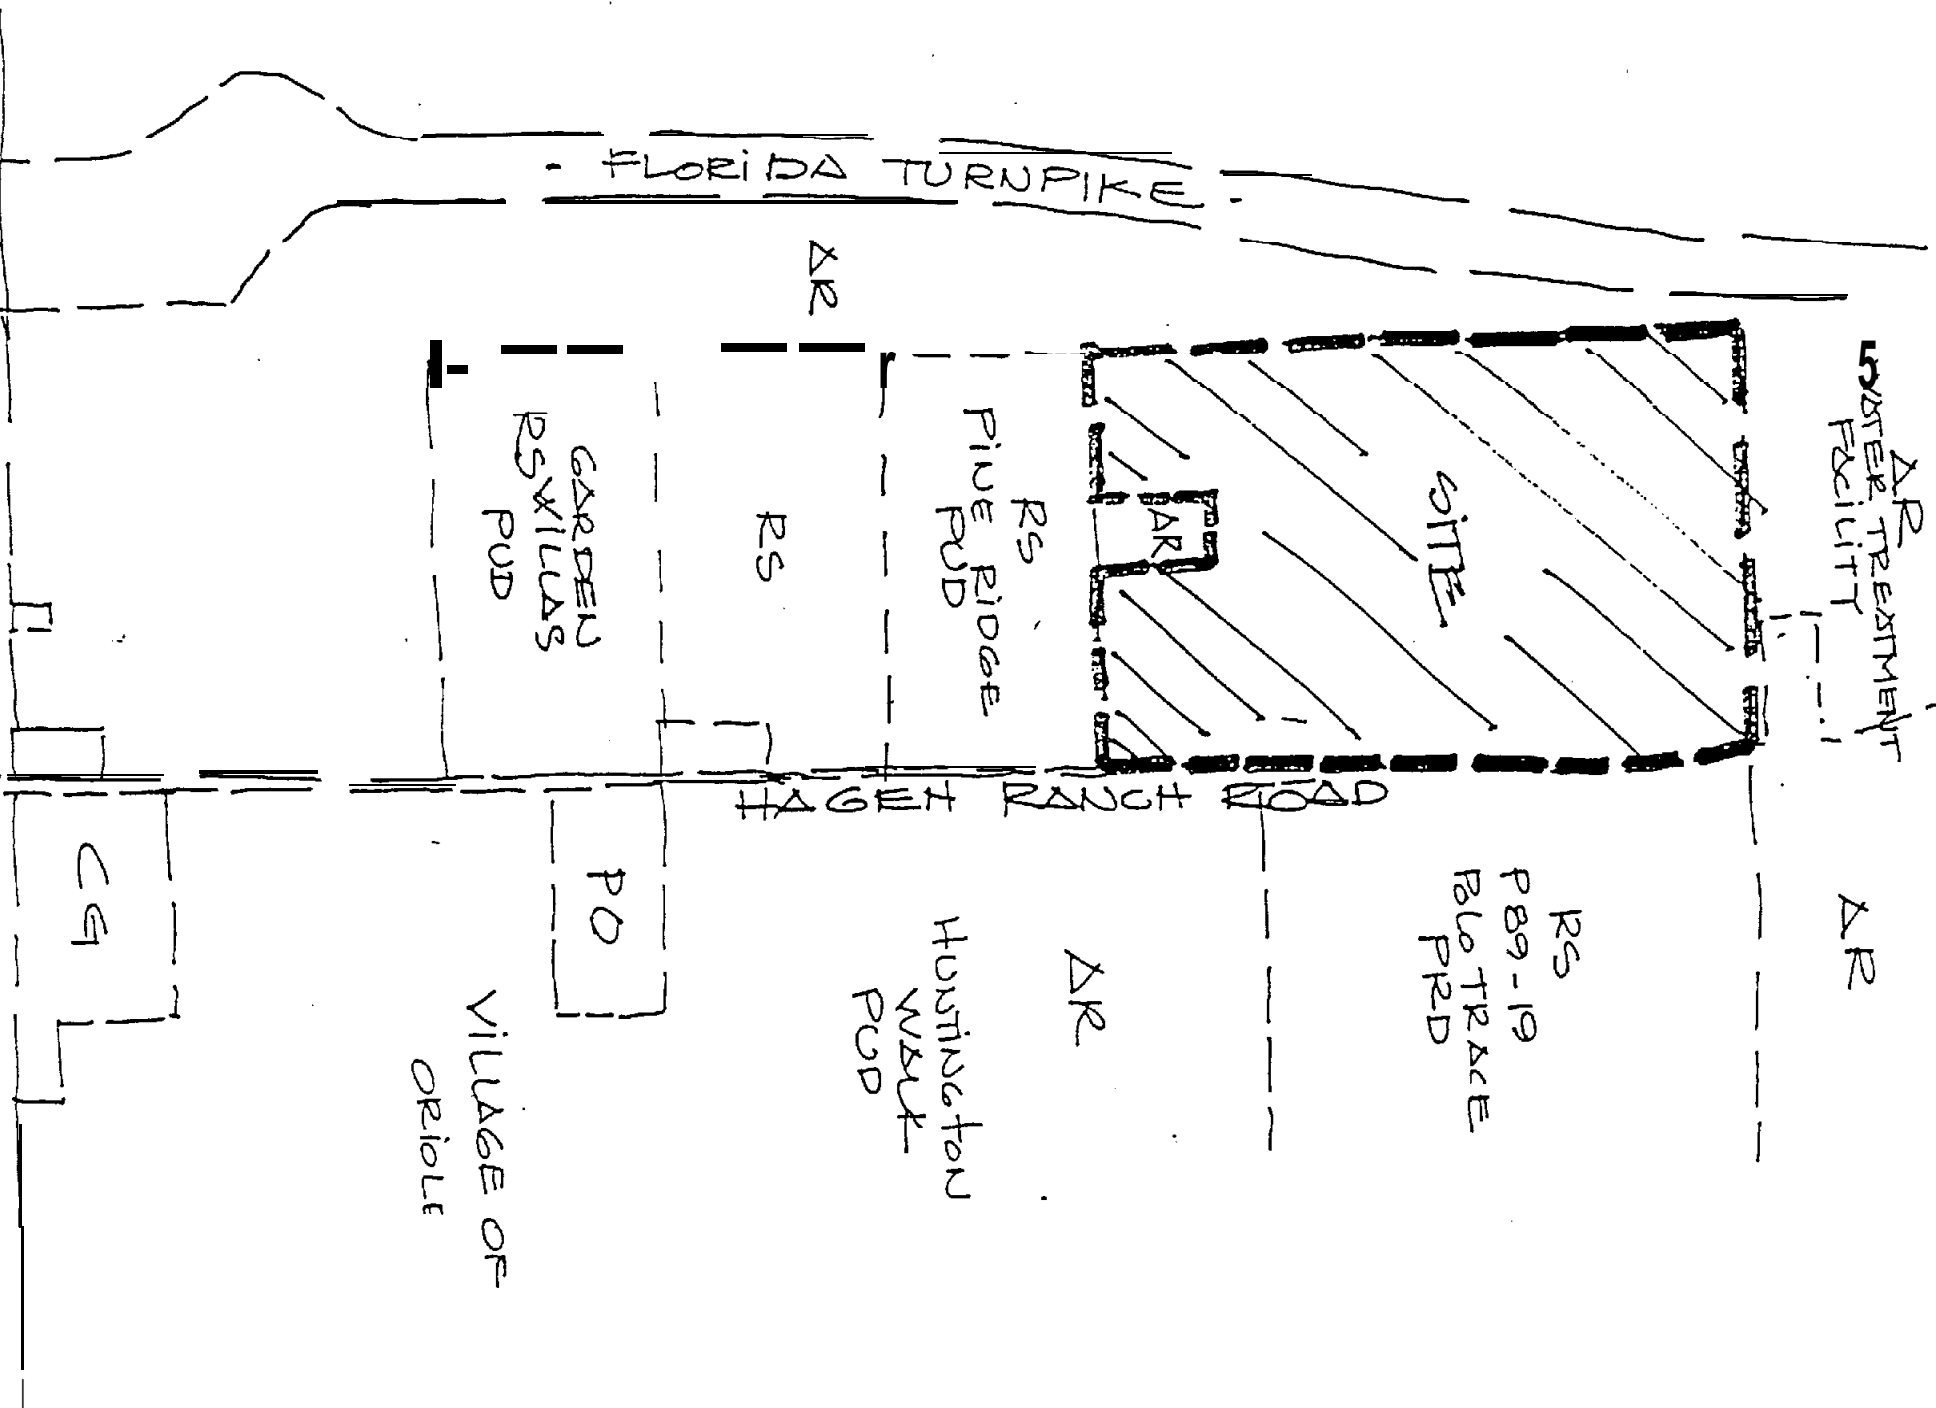 FLORiDA TURNPIKE
AR
5
WATER TREATMENT
FACILITY
AR
GARDEN
RS WILLAS
PUD
RS
RS
PINE RIDGE
PUD
AR
SITE
HAGEN RANCH ROAD
CG
PO
VILLAGE OF
ORIOLE
HUNTINGTON
WALK
PUD
AR
RS
P89-19
POLO TRACE
PRD
AR